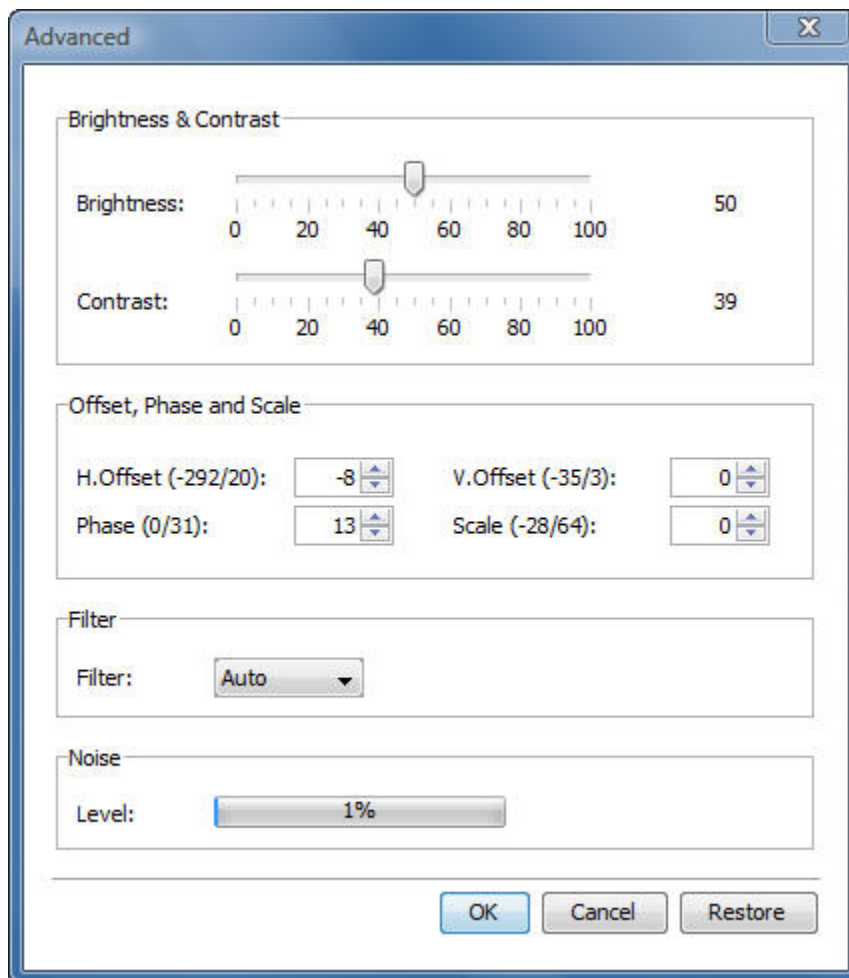 Advanced
Brightness & Contrast
Brightness: 50
0 20 40 60 80 100
Contrast: 39
0 20 40 60 80 100
Offset, Phase and Scale
H.Offset (-292/20): -8 V.Offset (-35/3): 0
Phase (0/31): 13 Scale (-28/64): 0
Filter
Filter: Auto
Noise
Level: 1%
OK Cancel Restore